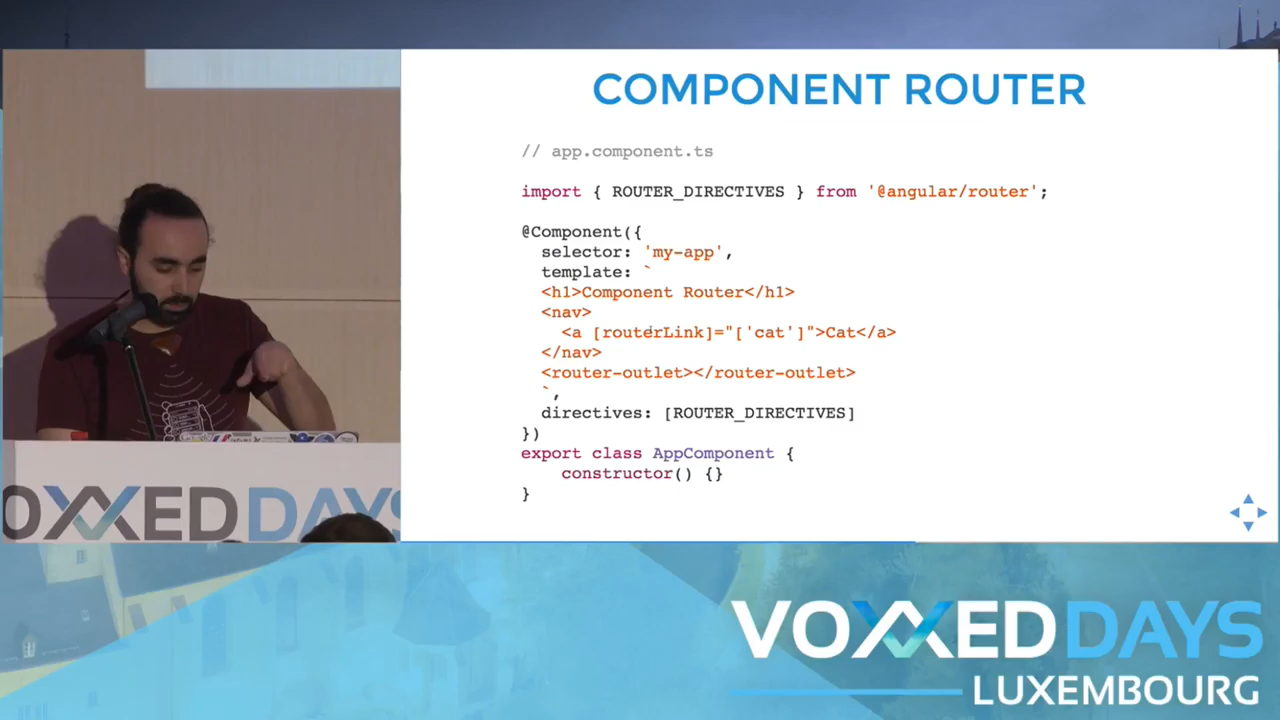 COMPONENT ROUTER
// app.component.ts
import { ROUTER_DIRECTIVES } from '@angular/router';
@Component({
selector: 'my-app',
template: `
<h1>Component Router</h1>
<nav>
<a [routerLink]="['cat']">Cat</a>
</nav>
<router-outlet></router-outlet>
`,
directives: [ROUTER_DIRECTIVES]
})
export class AppComponent {
constructor() {}
}
VOXXED DAYS
VOXXED DAYS
LUXEMBOURG